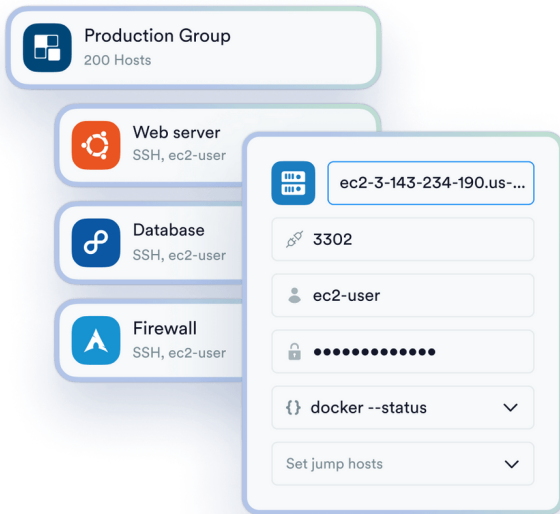 Production Group
200 Hosts
Web server
SSH, ec2-user
Database
SSH, ec2-user
Firewall
SSH, ec2-user
ec2-3-143-234-190.us-...
3302
ec2-user
•••••••••••••
{} docker --status
Set jump hosts